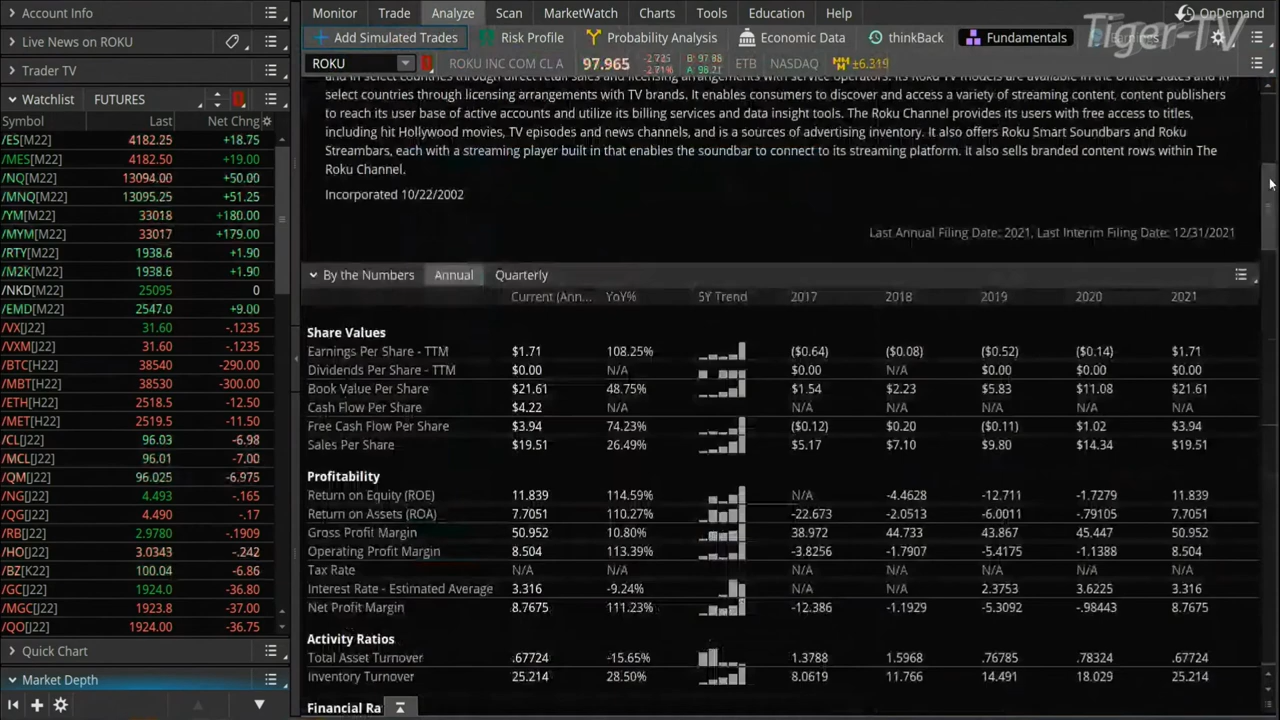 Account Info
Live News on ROKU
Trader TV
Watchlist FUTURES
Symbol Last Net Chng
/ES[M22] 4182.25 +18.75
/MES[M22] 4182.50 +19.00
/NQ[M22] 13094.00 +50.00
/MNQ[M22] 13095.25 +51.25
/YM[M22] 33018 +180.00
/MYM[M22] 33017 +179.00
/RTY[M22] 1938.6 +1.90
/M2K[M22] 1938.6 +1.90
/NKD[M22] 25095 0
/EMD[M22] 2547.0 +9.00
/VX[J22] 31.60 -.1235
/VXM[J22] 31.60 -.1235
/BTC[H22] 38540 -290.00
/MBT[H22] 38530 -300.00
/ETH[H22] 2518.5 -12.50
/MET[H22] 2519.5 -11.50
/CL[J22] 96.03 -6.98
/MCL[J22] 96.01 -7.00
/QM[J22] 96.025 -6.975
/NG[J22] 4.493 -.165
/QG[J22] 4.490 -.17
/RB[J22] 2.9780 -.1909
/HO[J22] 3.0343 -.242
/BZ[K22] 100.04 -6.86
/GC[J22] 1924.0 -36.80
/MGC[J22] 1923.8 -37.00
/QO[J22] 1924.00 -36.75
Quick Chart
Market Depth
Monitor Trade Analyze Scan MarketWatch Charts Tools Education Help OnDemand
Tiger-TV
Add Simulated Trades Risk Profile Probability Analysis Economic Data thinkBack Fundamentals
ROKU ROKU INC COM CL A 97.965 -2.725 -2.71% B: 97.88 A: 98.21 ETB NASDAQ ±6.319
and in select countries through direct retail sales and licensing arrangements with service operators. Its Roku TV models are available in the United States and in
select countries through licensing arrangements with TV brands. It enables consumers to discover and access a variety of streaming content, content publishers
to reach its user base of active accounts and utilize its billing services and data insight tools. The Roku Channel provides its users with free access to titles,
including hit Hollywood movies, TV episodes and news channels, and is a sources of advertising inventory. It also offers Roku Smart Soundbars and Roku
Streambars, each with a streaming player built in that enables the soundbar to connect to its streaming platform. It also sells branded content rows within The
Roku Channel.
Incorporated 10/22/2002
Last Annual Filing Date: 2021, Last Interim Filing Date: 12/31/2021
By the Numbers Annual Quarterly
Current (Ann... YoY% 5Y Trend 2017 2018 2019 2020 2021
Share Values
Earnings Per Share - TTM $1.71 108.25% ($0.64) ($0.08) ($0.52) ($0.14) $1.71
Dividends Per Share - TTM $0.00 N/A $0.00 N/A $0.00 $0.00 $0.00
Book Value Per Share $21.61 48.75% $1.54 $2.23 $5.83 $11.08 $21.61
Cash Flow Per Share $4.22 N/A N/A N/A N/A N/A N/A
Free Cash Flow Per Share $3.94 74.23% ($0.12) $0.20 ($0.11) $1.02 $3.94
Sales Per Share $19.51 26.49% $5.17 $7.10 $9.80 $14.34 $19.51
Profitability
Return on Equity (ROE) 11.839 114.59% N/A -4.4628 -12.711 -1.7279 11.839
Return on Assets (ROA) 7.7051 110.27% -22.673 -2.0513 -6.0011 -.79105 7.7051
Gross Profit Margin 50.952 10.80% 38.972 44.733 43.867 45.447 50.952
Operating Profit Margin 8.504 113.39% -3.8256 -1.7907 -5.4175 -1.1388 8.504
Tax Rate N/A N/A N/A N/A N/A N/A N/A
Interest Rate - Estimated Average 3.316 -9.24% N/A N/A 2.3753 3.6225 3.316
Net Profit Margin 8.7675 111.23% -12.386 -1.1929 -5.3092 -.98443 8.7675
Activity Ratios
Total Asset Turnover .67724 -15.65% 1.3788 1.5968 .76785 .78324 .67724
Inventory Turnover 25.214 28.50% 8.0619 11.766 14.491 18.029 25.214
Financial Ra